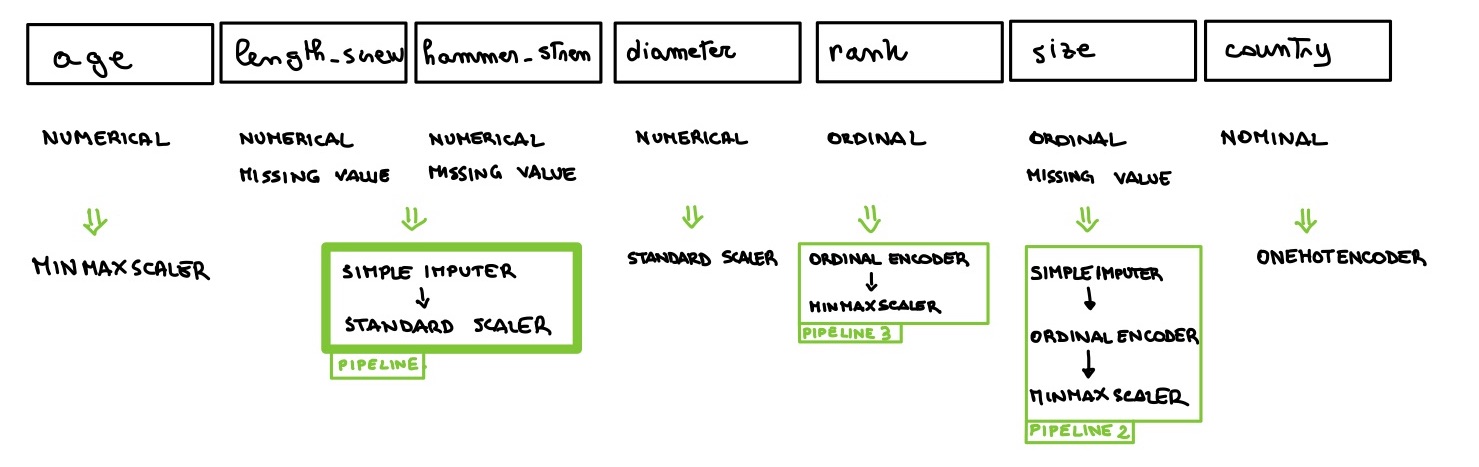 age length_screw hammer_stren diameter rank size country
NUMERICAL NUMERICAL NUMERICAL NUMERICAL ORDINAL ORDINAL NOMINAL
MISSING VALUE MISSING VALUE MISSING VALUE
MINMAXSCALER
SIMPLE IMPUTER
STANDARD SCALER
PIPELINE
STANDARD SCALER
ORDINAL ENCODER
MINMAXSCALER
PIPELINE 3
SIMPLE IMPUTER
ORDINAL ENCODER
MINMAX SCALER
PIPELINE 2
ONEHOTENCODER